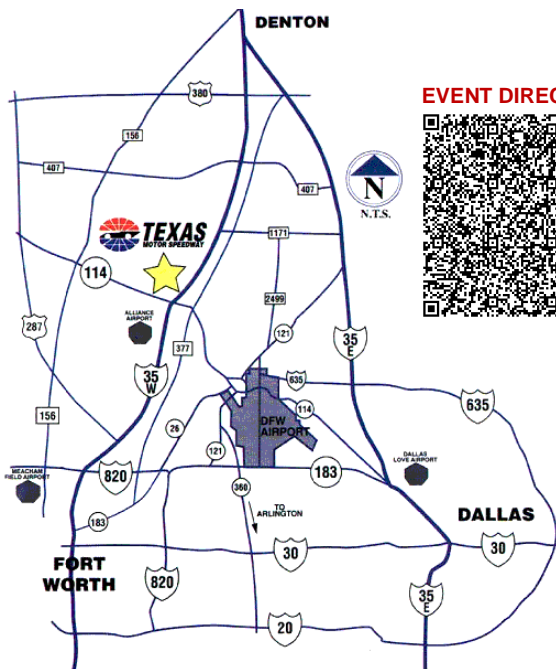 DENTON
380
EVENT DIREC
156
407
407
N
N.T.S.
TEXAS
MOTOR SPEEDWAY
1171
114
2499
ALLIANCE
AIRPORT
121
287
35
E
377
35
W
635
635
156
DFW
AIRPORT
114
26
121
MEACHAM
FIELD AIRPORT
820
183
DALLAS
LOVE AIRPORT
360
TO
ARLINGTON
183
DALLAS
30
30
FORT
WORTH
820
35
E
20